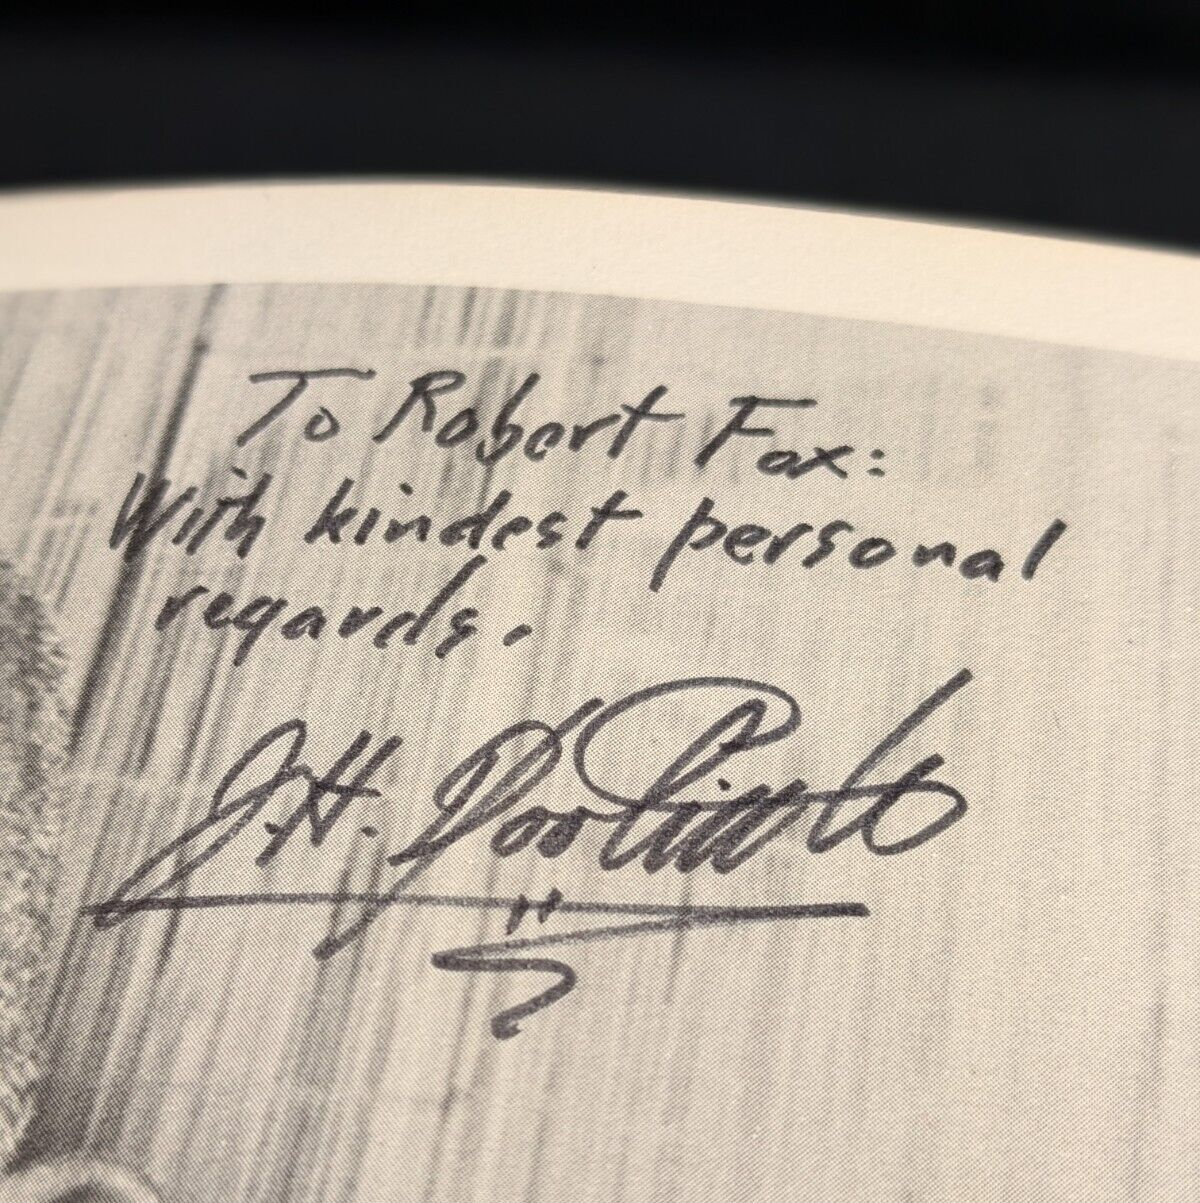 To Robert Fox:
With kindest personal
regards.
J.H. Doolittle